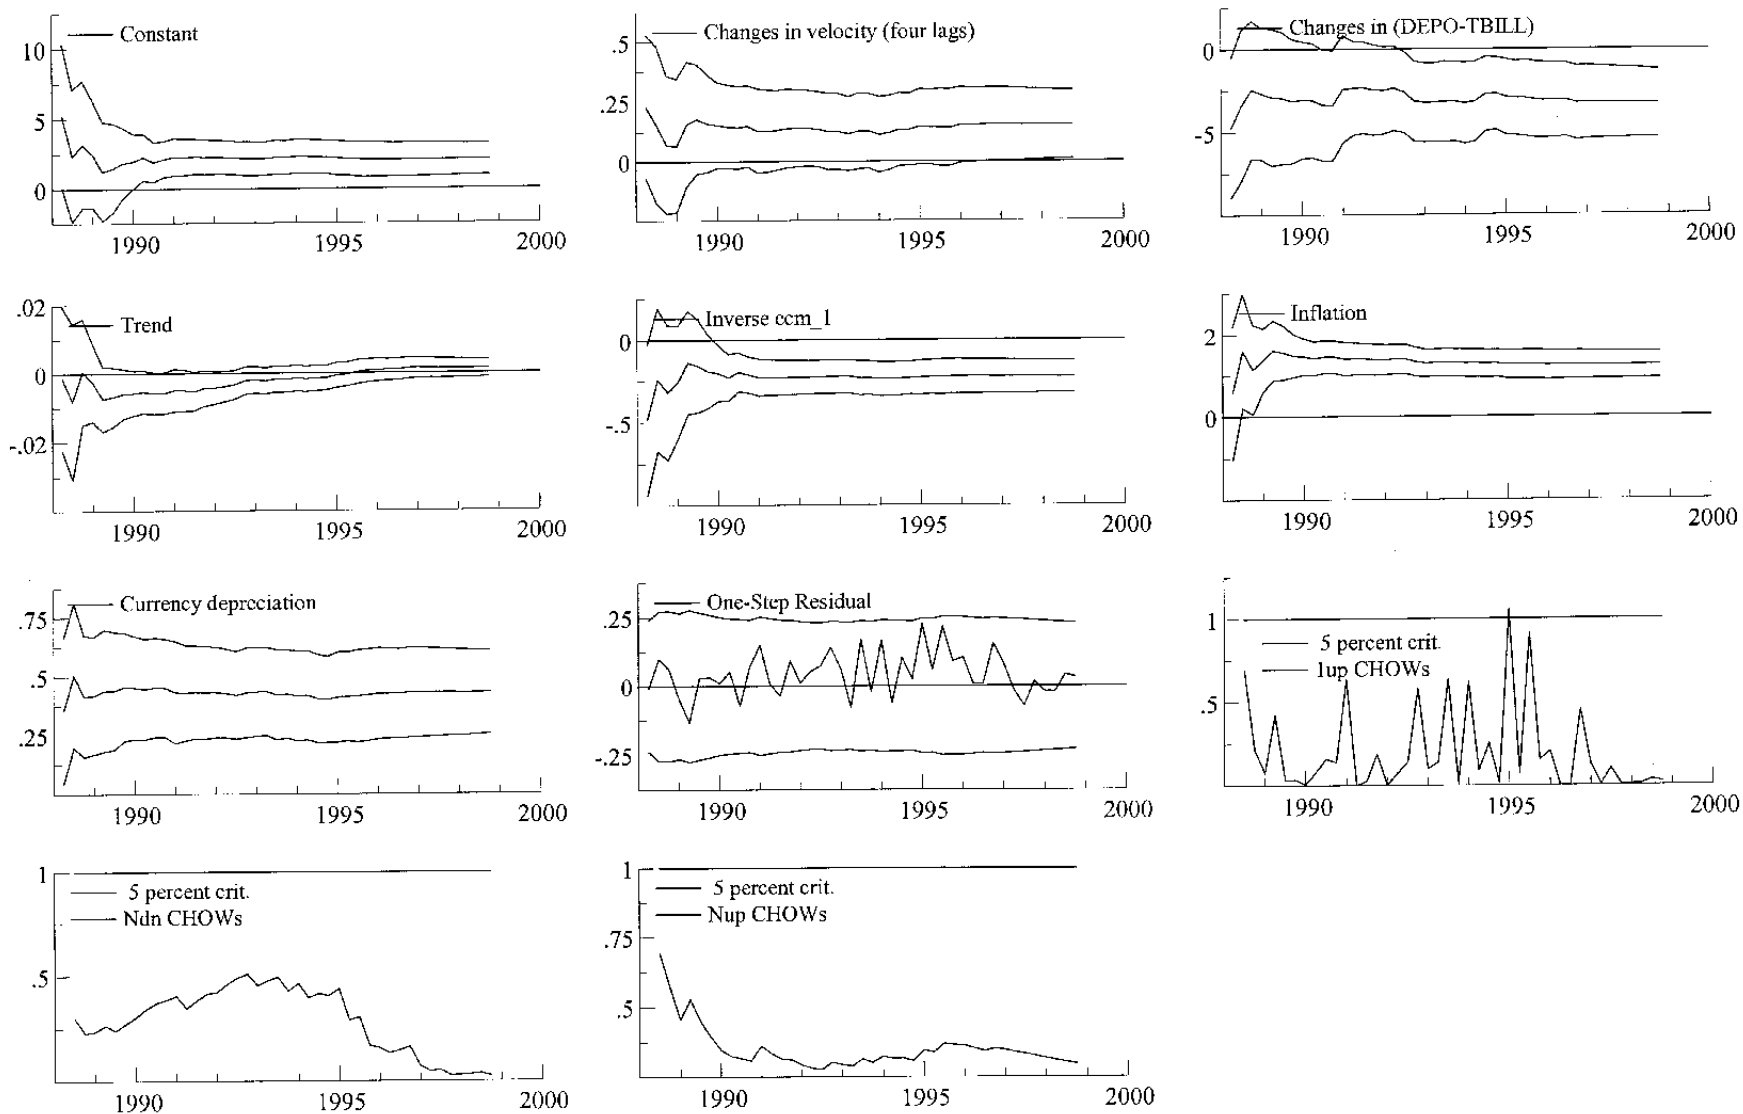 Constant
10
5
0
1990 1995 2000
Changes in velocity (four lags)
.5
.25
0
1990 1995 2000
Changes in (DEPO-TBILL)
0
-5
1990 1995 2000
Trend
.02
0
-.02
1990 1995 2000
Inverse ecm_1
0
-.5
1990 1995 2000
Inflation
2
0
1990 1995 2000
Currency depreciation
.75
.5
.25
1990 1995 2000
One-Step Residual
.25
0
-.25
1990 1995 2000
1
5 percent crit.
1up CHOWs
.5
1990 1995 2000
1
5 percent crit.
Ndn CHOWs
.5
1990 1995 2000
1
5 percent crit.
Nup CHOWs
.75
.5
1990 1995 2000